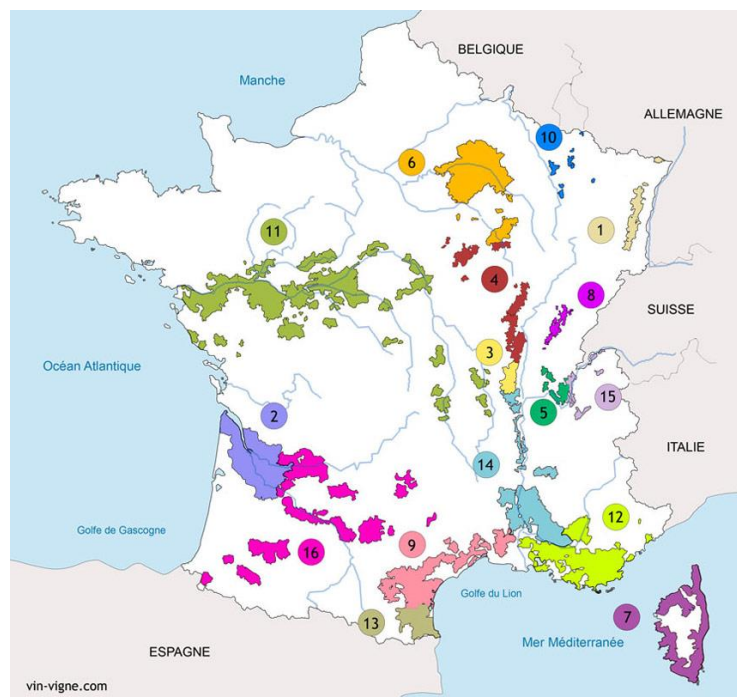 BELGIQUE
Manche
ALLEMAGNE
10
6
1
11
4
8
SUISSE
3
Océan Atlantique
15
2
5
ITALIE
14
12
Golfe de Gascogne
9
16
Golfe du Lion
7
13
Mer Méditerranée
ESPAGNE
vin-vigne.com